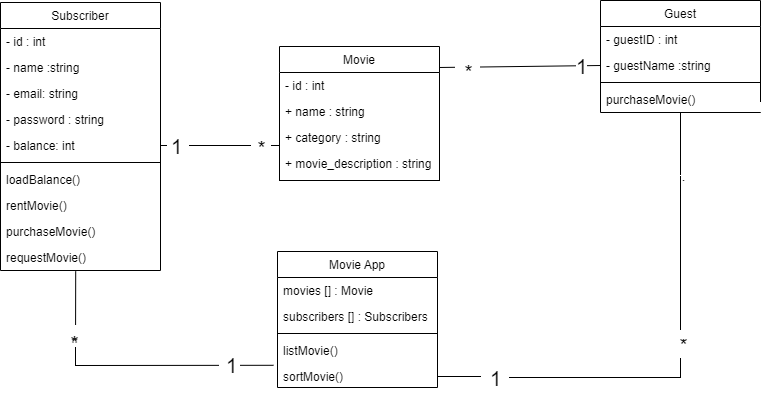 Subscriber
- id : int
- name :string
- email: string
- password : string
- balance: int
loadBalance()
rentMovie()
purchaseMovie()
requestMovie()
Movie
- id : int
+ name : string
+ category : string
+ movie_description : string
Guest
- guestID : int
- guestName :string
purchaseMovie()
1
*
*
1
Movie App
movies [] : Movie
subscribers [] : Subscribers
listMovie()
sortMovie()
*
1
*
1